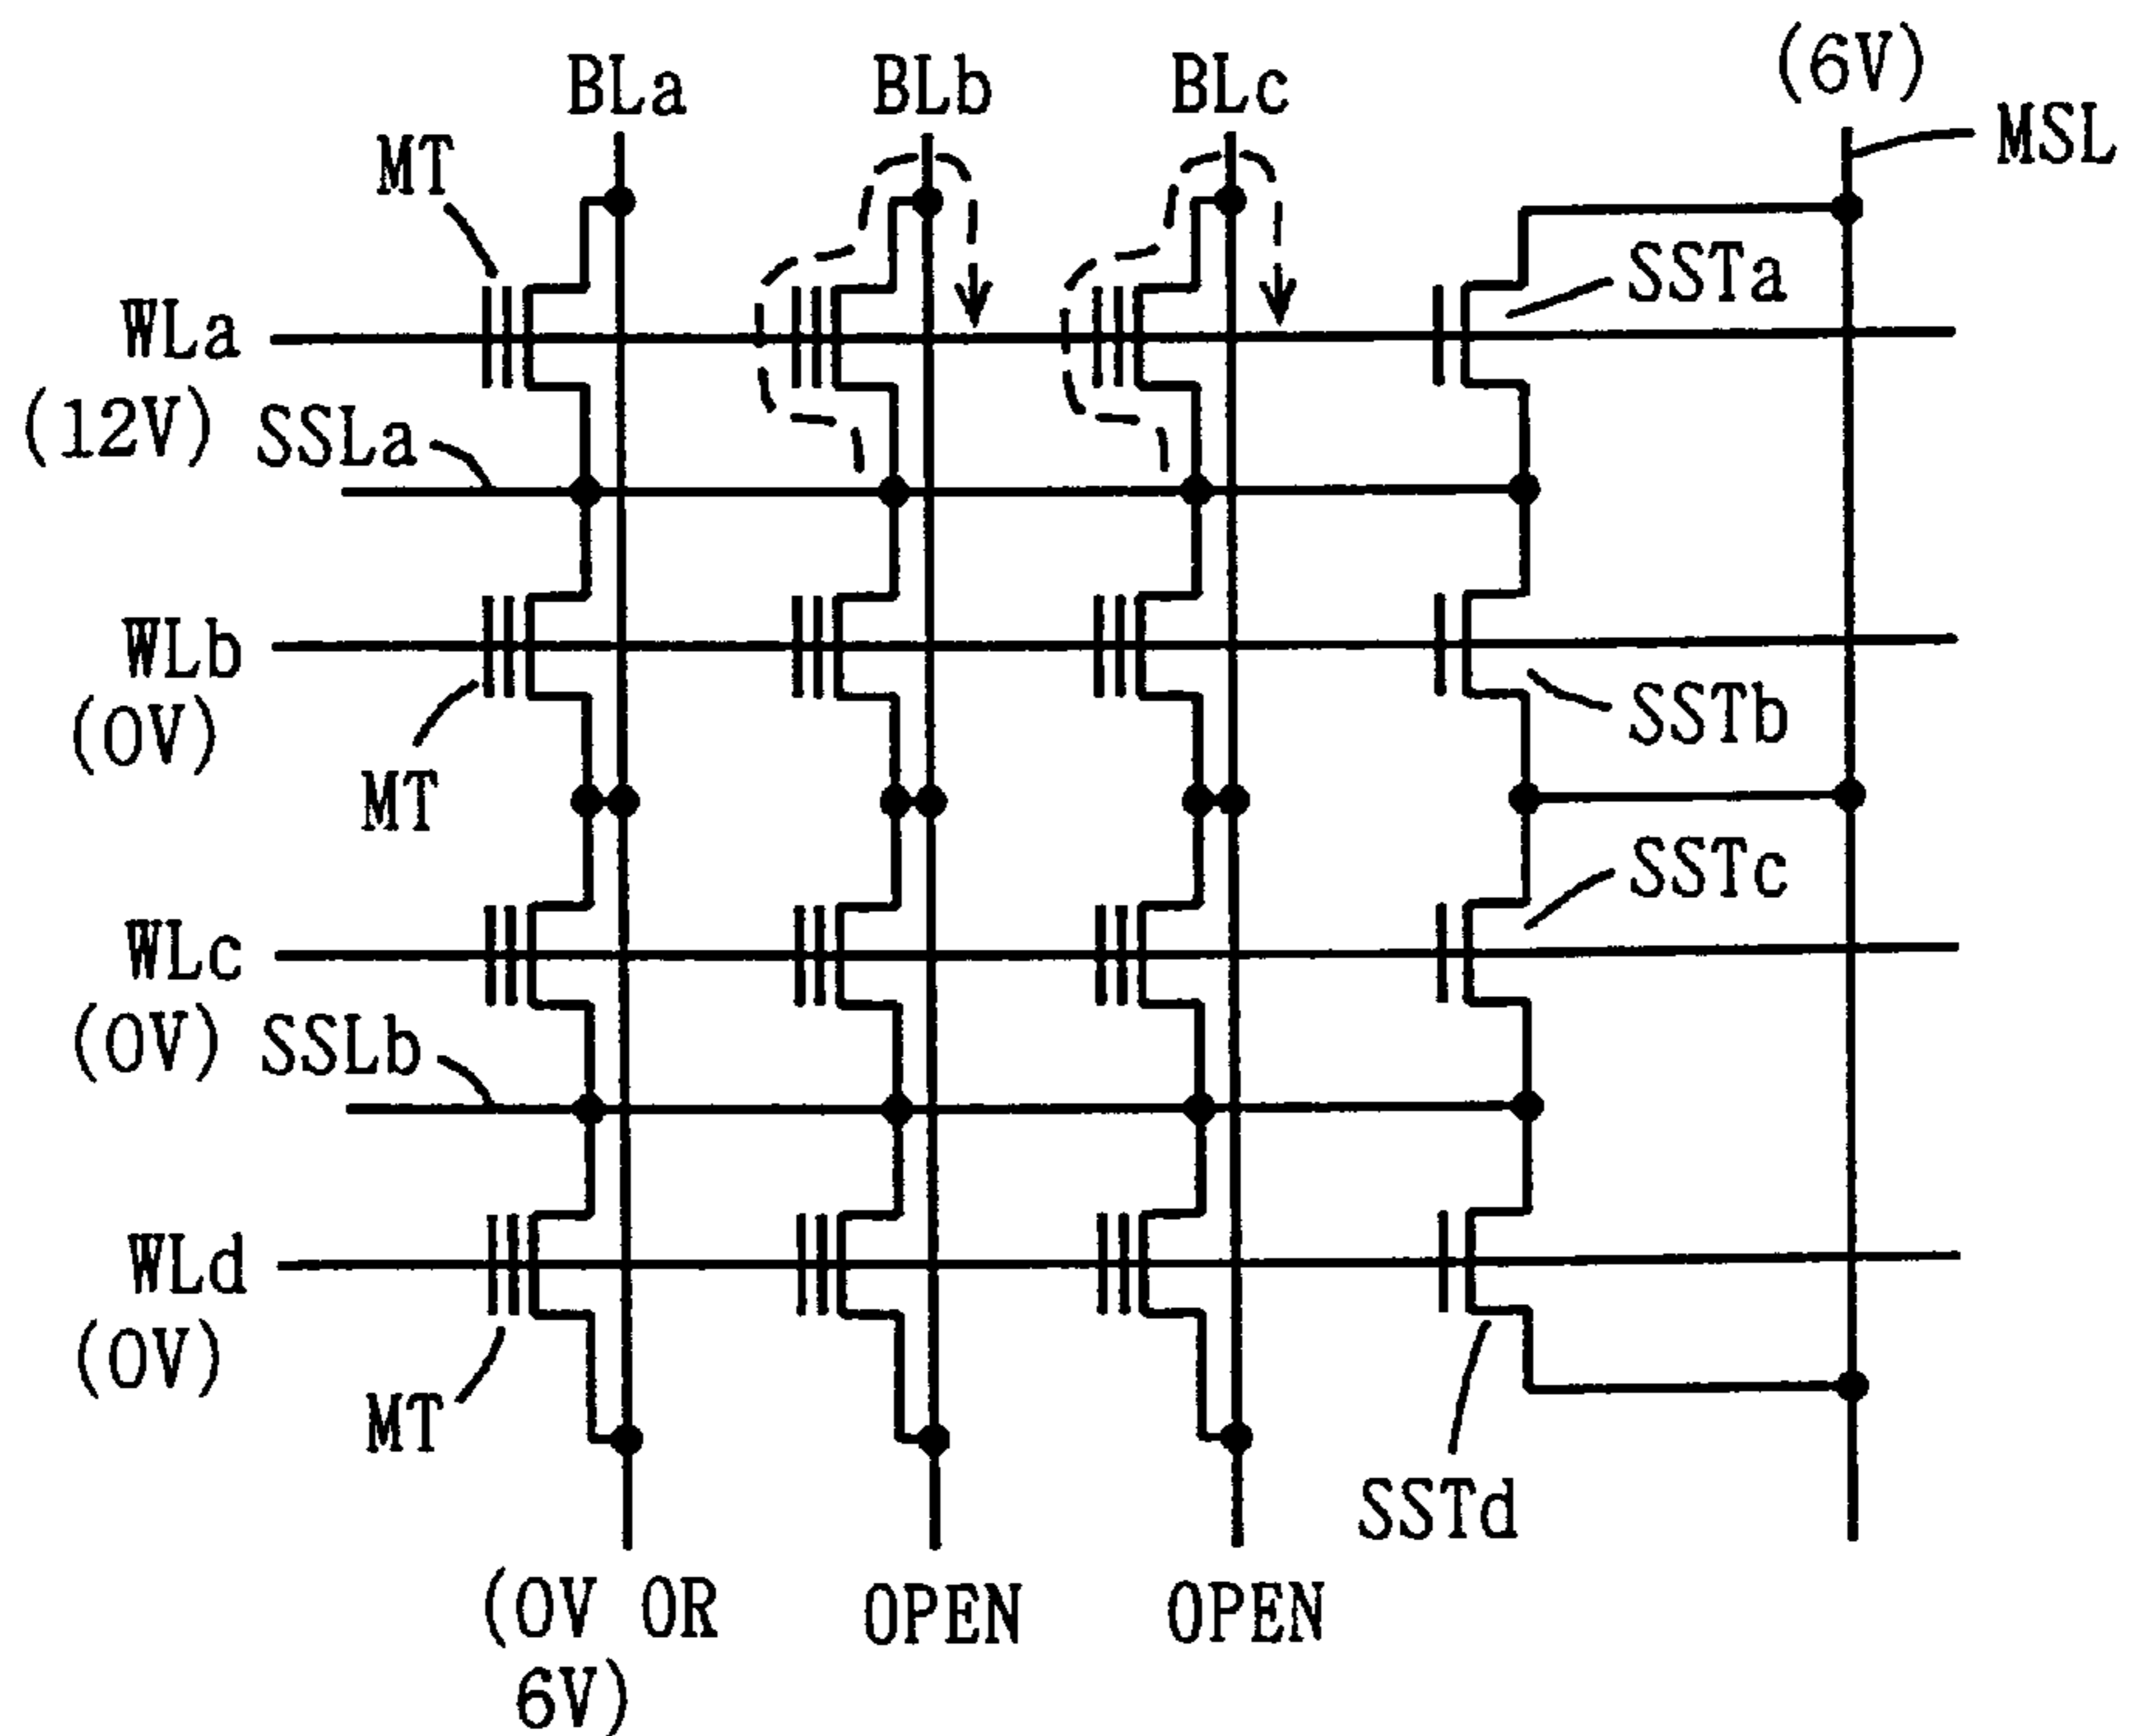 (6V)
BLa
BLb
BLc
MSL
MT
SSTa
WLa
(12V)
SSLa
WLb
(0V)
SSTb
MT
SSTc
WLc
(0V)
SSLb
WLd
(0V)
MT
SSTd
(0V OR
6V)
OPEN
OPEN